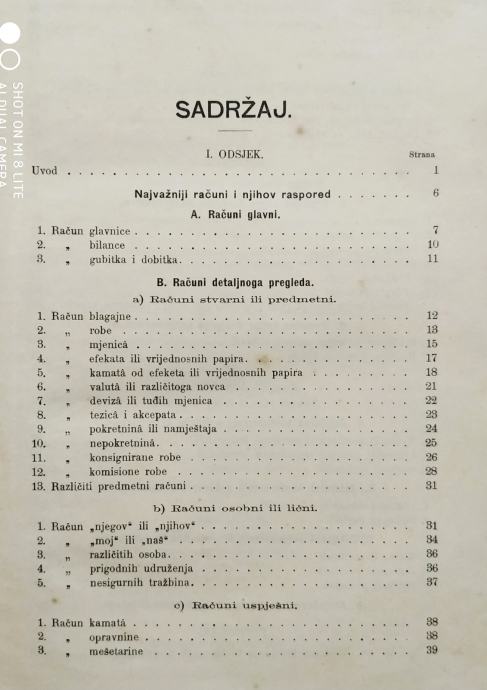 SADRŽAJ.
I. ODSJEK.
Strana
Uvod . . . . . . . . . . . . . . . . . . . . . . . . 1
Najvažniji računi i njihov raspored . . . . . . . 6
A. Računi glavni.
1. Račun glavnice . . . . . . . . . . . . . . . . . . . 7
2. „ bilance . . . . . . . . . . . . . . . . . . . 10
3. „ gubitka i dobitka . . . . . . . . . . . . . . . 11
B. Računi detaljnoga pregleda.
a) Računi stvarni ili predmetni.
1. Račun blagajne . . . . . . . . . . . . . . . . . . . 12
2. „ robe . . . . . . . . . . . . . . . . . . . . 13
3. „ mjenicâ . . . . . . . . . . . . . . . . . . . 15
4. „ efekata ili vrijednosnih papira . . . . . . . . . . 17
5. „ kamatâ od efeketa ili vrijednosnih papira . . . . . . 18
6. „ valutâ ili različitoga novca . . . . . . . . . . . 21
7. „ devizâ ili tuđih mjenica . . . . . . . . . . . . 22
8. „ tezicâ i akcepata . . . . . . . . . . . . . . . 23
9. „ pokretninâ ili namještaja . . . . . . . . . . . . 24
10. „ nepokretninâ . . . . . . . . . . . . . . . . . 25
11. „ konsignirane robe . . . . . . . . . . . . . . . 26
12. „ komisione robe . . . . . . . . . . . . . . . . 28
13. Različiti predmetni računi . . . . . . . . . . . . . . 31
b) Računi osobni ili lični.
1. Račun „njegov“ ili „njihov“ . . . . . . . . . . . . . 31
2. „ „moj“ ili „naš“ . . . . . . . . . . . . . . . 34
3. „ različitih osoba . . . . . . . . . . . . . . . . 36
4. „ prigodnih udruženja . . . . . . . . . . . . . . 36
5. „ nesigurnih tražbina . . . . . . . . . . . . . . 37
c) Računi uspješni.
1. Račun kamatâ . . . . . . . . . . . . . . . . . . . 38
2. „ opravnine . . . . . . . . . . . . . . . . . . 38
3. „ mešetarine . . . . . . . . . . . . . . . . . . 39
SHOT ON MI 8 LITE
AI DUAL CAMERA